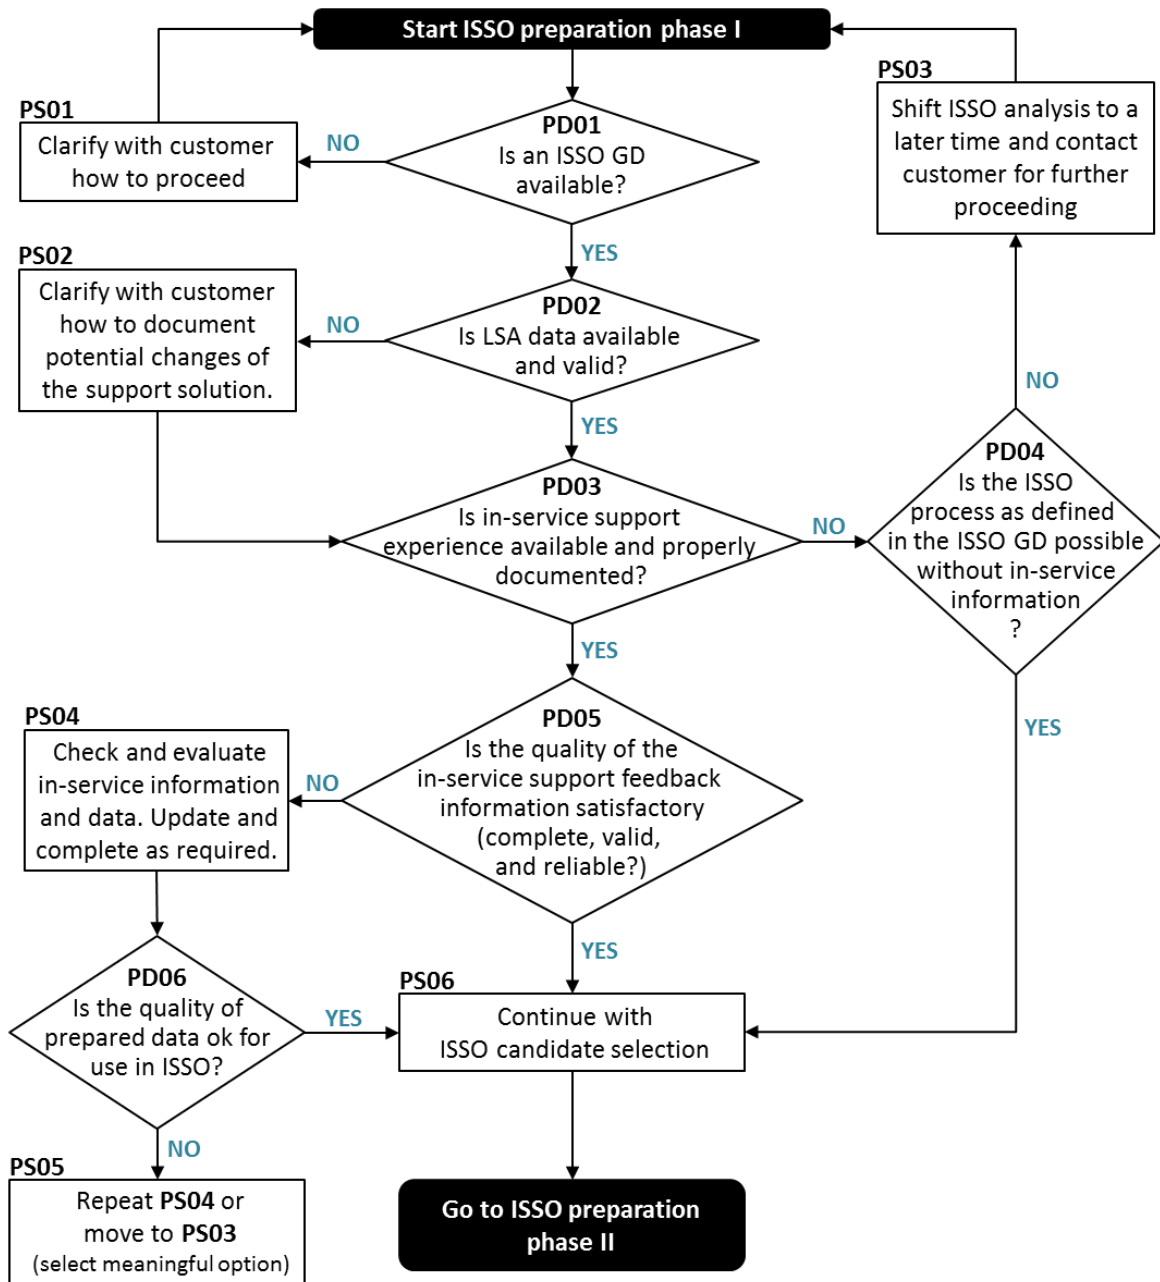 Start ISSO preparation phase I
PS01
Clarify with customer
how to proceed
NO
PD01
Is an ISSO GD
available?
PS03
Shift ISSO analysis to a
later time and contact
customer for further
proceeding
YES
PS02
Clarify with customer
how to document
potential changes of
the support solution.
NO
PD02
Is LSA data available
and valid?
YES
NO
PD03
Is in-service support
experience available and properly
documented?
NO
PD04
Is the ISSO
process as defined
in the ISSO GD possible
without in-service
information
?
YES
YES
PS04
Check and evaluate
in-service information
and data. Update and
complete as required.
NO
PD05
Is the quality of the
in-service support feedback
information satisfactory
(complete, valid,
and reliable?)
YES
PD06
Is the quality of
prepared data ok for
use in ISSO?
YES
PS06
Continue with
ISSO candidate selection
NO
PS05
Repeat PS04 or
move to PS03
(select meaningful option)
Go to ISSO preparation
phase II